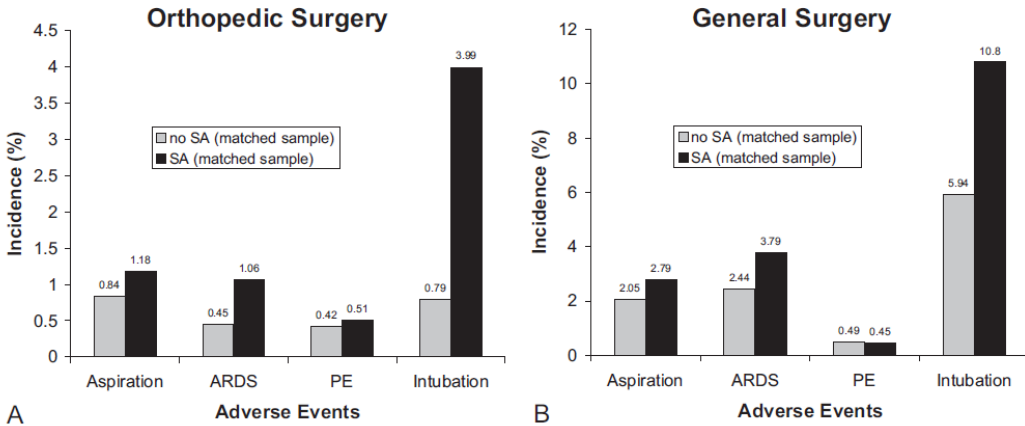 Orthopedic Surgery
4.5
4
3.5
3
2.5
2
1.5
1
0.5
0
Incidence (%)
no SA (matched sample)
SA (matched sample)
0.84
1.18
0.45
1.06
0.42
0.51
0.79
3.99
Aspiration
ARDS
PE
Intubation
Adverse Events
A
General Surgery
12
10
8
6
4
2
0
Incidence (%)
no SA (matched sample)
SA (matched sample)
2.05
2.79
2.44
3.79
0.49
0.45
5.94
10.8
Aspiration
ARDS
PE
Intubation
Adverse Events
B